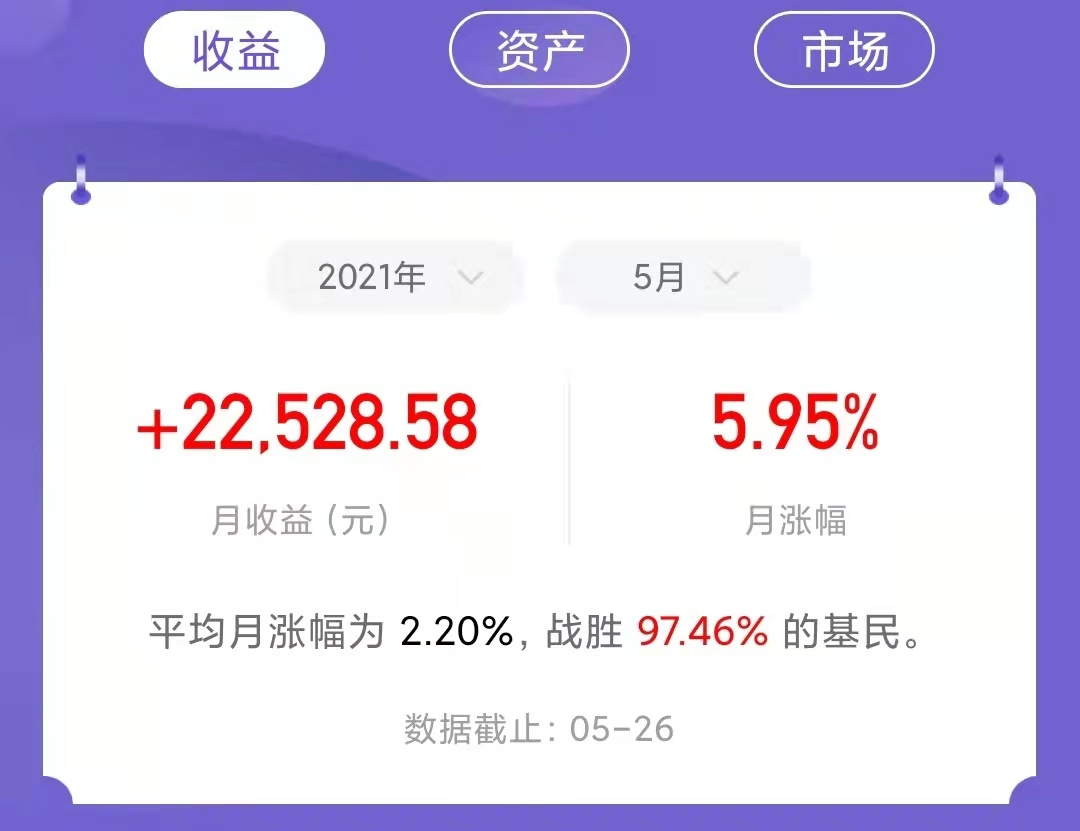 收益 资产 市场
2021年 5月
+22,528.58 5.95%
月收益（元） 月涨幅
平均月涨幅为 2.20%，战胜 97.46% 的基民。
数据截止：05-26